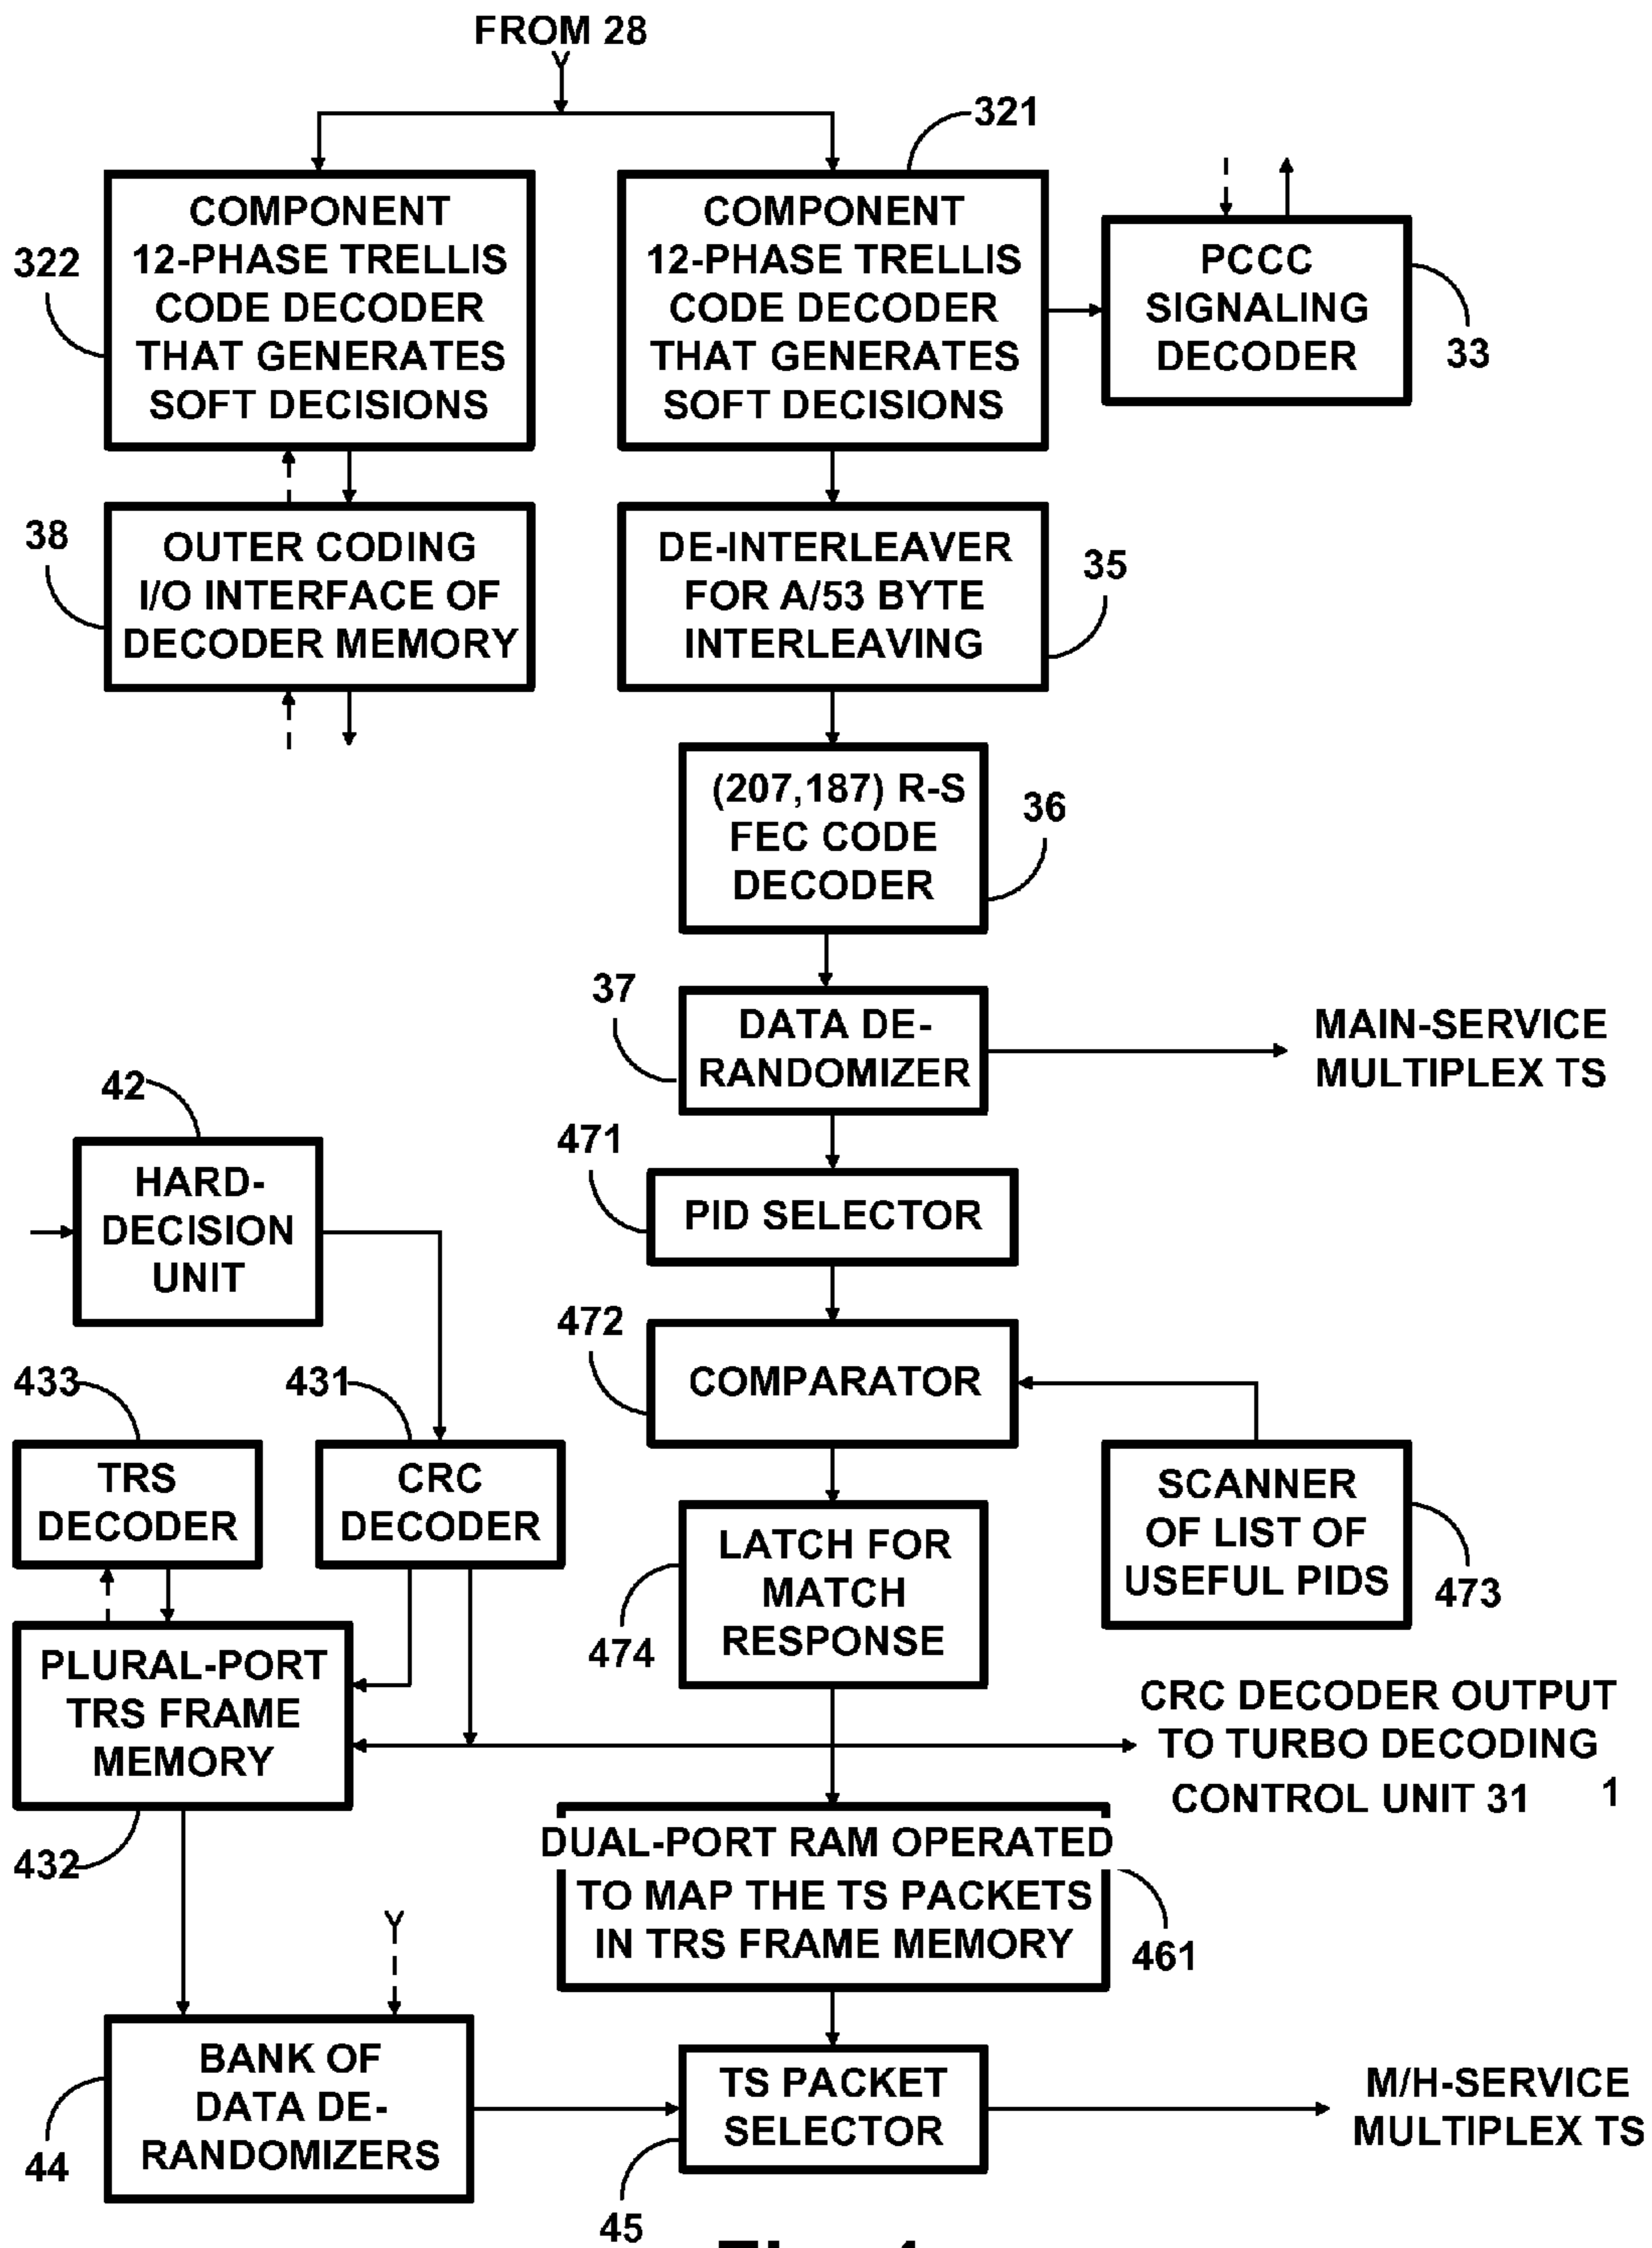 FROM 28
321
COMPONENT
12-PHASE TRELLIS
CODE DECODER
THAT GENERATES
SOFT DECISIONS
322
COMPONENT
12-PHASE TRELLIS
CODE DECODER
THAT GENERATES
SOFT DECISIONS
PCCC
SIGNALING
DECODER
33
38
OUTER CODING
I/O INTERFACE OF
DECODER MEMORY
DE-INTERLEAVER
FOR A/53 BYTE
INTERLEAVING
35
(207,187) R-S
FEC CODE
DECODER
36
37
DATA DE-
RANDOMIZER
MAIN-SERVICE
MULTIPLEX TS
42
HARD-
DECISION
UNIT
471
PID SELECTOR
472
COMPARATOR
433
TRS
DECODER
431
CRC
DECODER
SCANNER
OF LIST OF
USEFUL PIDS
473
LATCH FOR
MATCH
RESPONSE
474
PLURAL-PORT
TRS FRAME
MEMORY
432
CRC DECODER OUTPUT
TO TURBO DECODING
CONTROL UNIT 31 1
DUAL-PORT RAM OPERATED
TO MAP THE TS PACKETS
IN TRS FRAME MEMORY
461
BANK OF
DATA DE-
RANDOMIZERS
44
TS PACKET
SELECTOR
45
M/H-SERVICE
MULTIPLEX TS